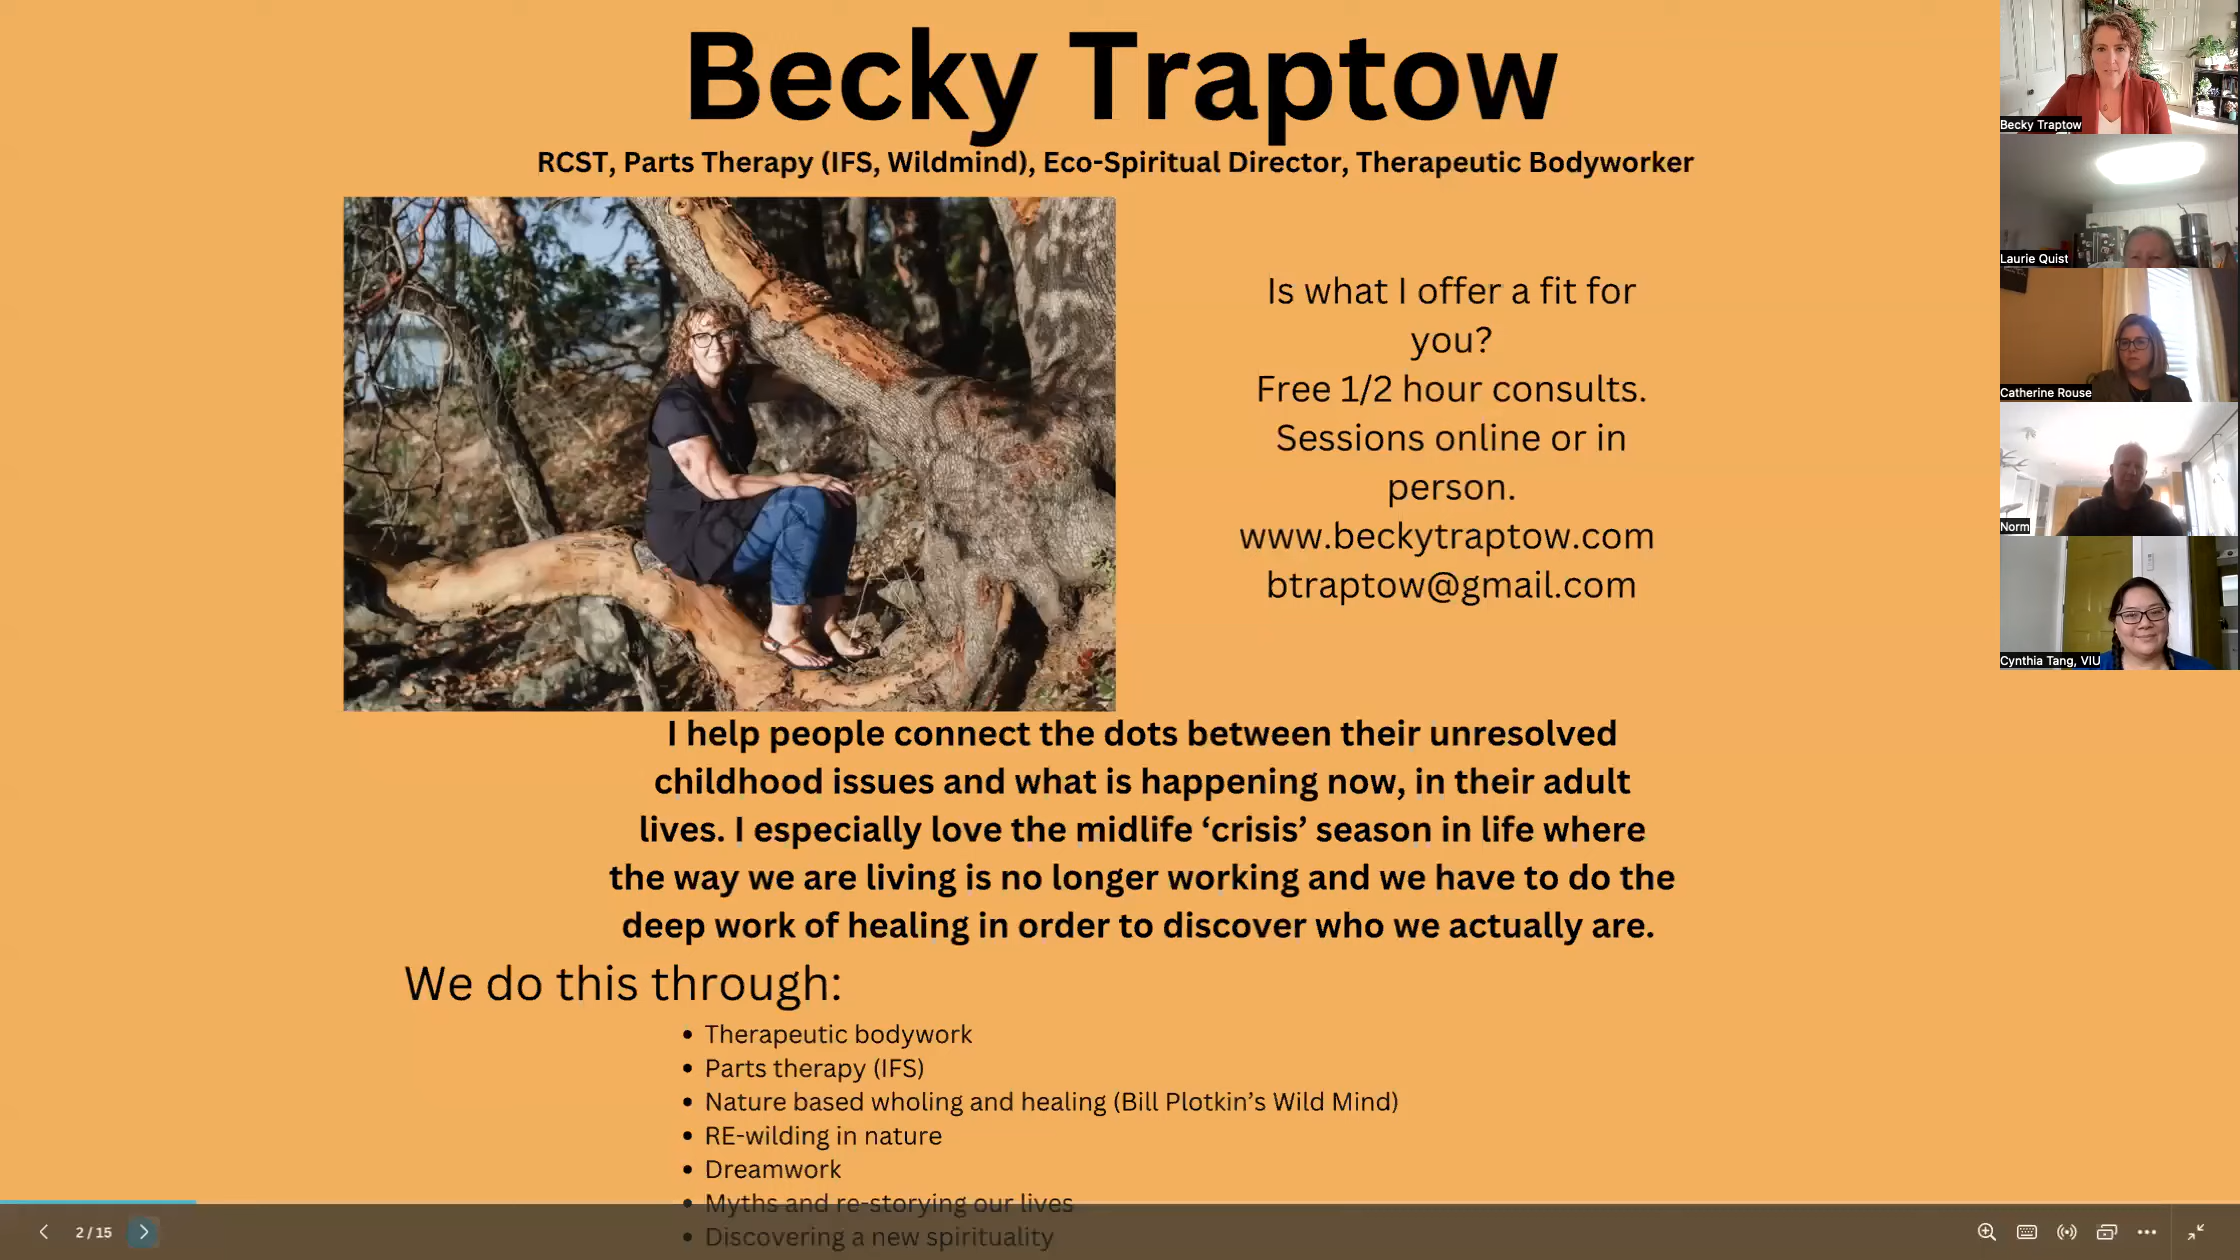 Becky Traptow
RCST, Parts Therapy (IFS, Wildmind), Eco-Spiritual Director, Therapeutic Bodyworker
Is what I offer a fit for
you?
Free 1/2 hour consults.
Sessions online or in
person.
www.beckytraptow.com
btraptow@gmail.com
I help people connect the dots between their unresolved
childhood issues and what is happening now, in their adult
lives. I especially love the midlife ‘crisis’ season in life where
the way we are living is no longer working and we have to do the
deep work of healing in order to discover who we actually are.
We do this through:
• Therapeutic bodywork
• Parts therapy (IFS)
• Nature based wholing and healing (Bill Plotkin’s Wild Mind)
• RE-wilding in nature
• Dreamwork
• Myths and re-storying our lives
• Discovering a new spirituality
2 / 15
Becky Traptow
Laurie Quist
Catherine Rouse
Norm
Cynthia Tang, VIU